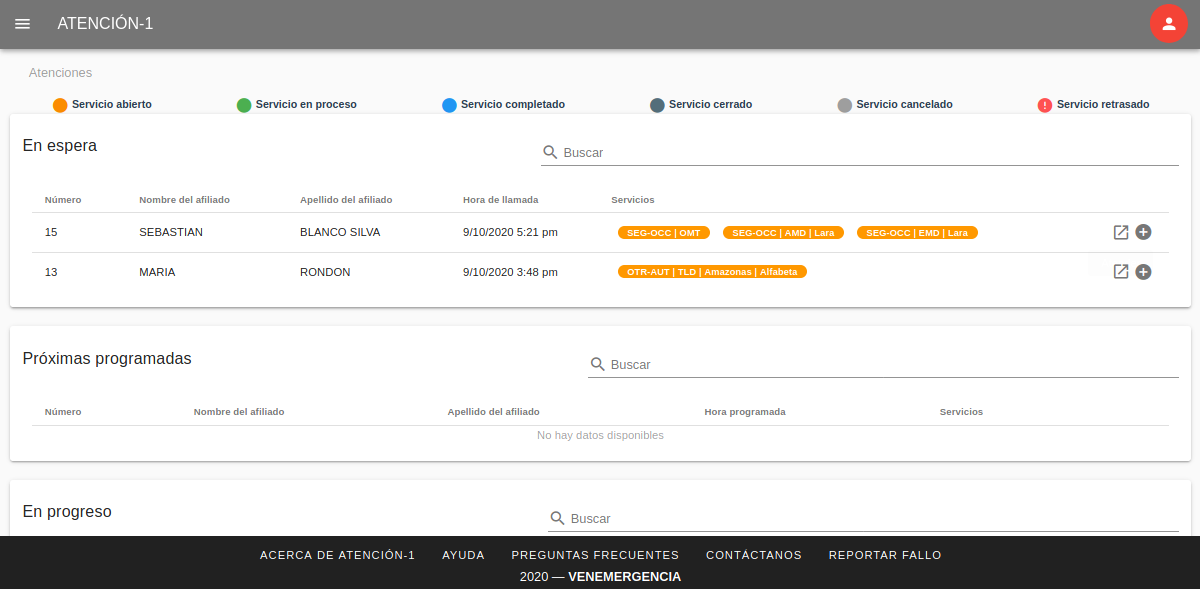 ATENCIÓN-1
Atenciones
Servicio abierto Servicio en proceso Servicio completado Servicio cerrado Servicio cancelado Servicio retrasado
En espera
Buscar
Número Nombre del afiliado Apellido del afiliado Hora de llamada Servicios
15 SEBASTIAN BLANCO SILVA 9/10/2020 5:21 pm SEG-OCC | OMT SEG-OCC | AMD | Lara SEG-OCC | EMD | Lara
13 MARIA RONDON 9/10/2020 3:48 pm OTR-AUT | TLD | Amazonas | Alfabeta
Próximas programadas
Buscar
Número Nombre del afiliado Apellido del afiliado Hora programada Servicios
No hay datos disponibles
En progreso
Buscar
ACERCA DE ATENCIÓN-1 AYUDA PREGUNTAS FRECUENTES CONTÁCTANOS REPORTAR FALLO
2020 — VENEMERGENCIA